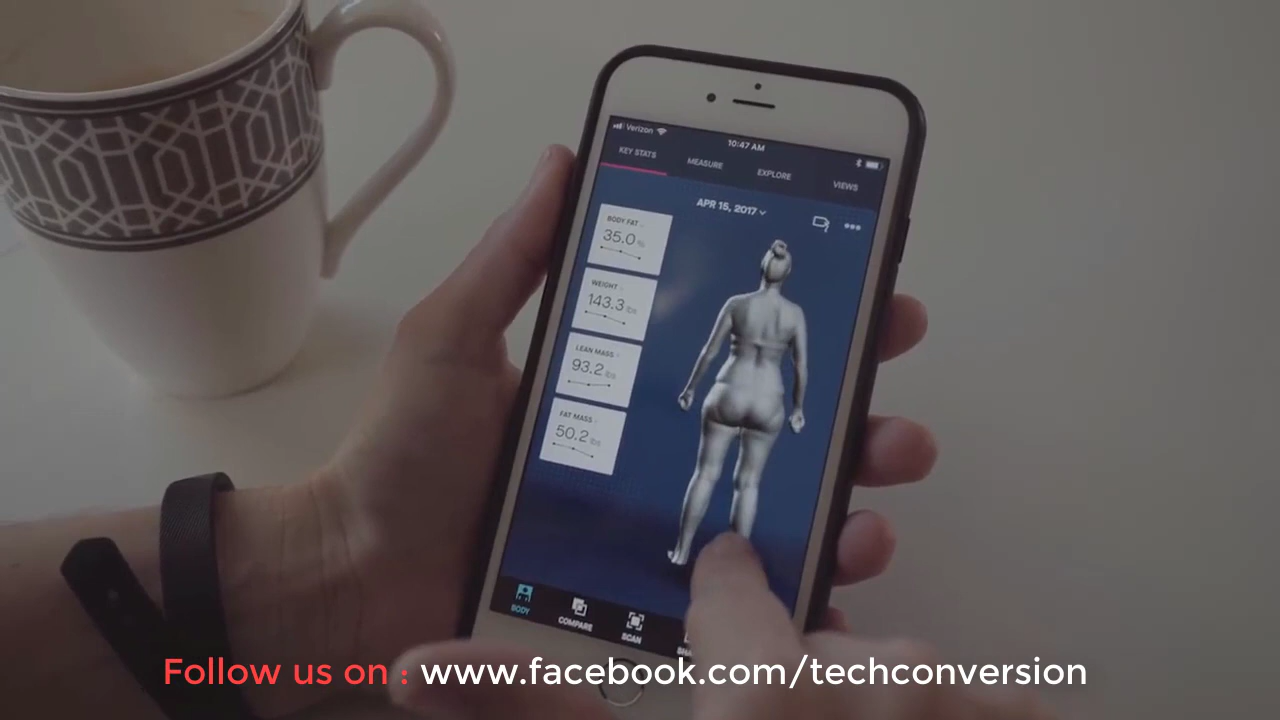 Verizon
10:47 AM
KEY STATS
MEASURE
EXPLORE
VIEWS
APR 15, 2017
BODY FAT
35.0 %
WEIGHT
143.3 lbs
LEAN MASS
93.2 lbs
FAT MASS
50.2 lbs
BODY
COMPARE
SCAN
Follow us on : www.facebook.com/techconversion